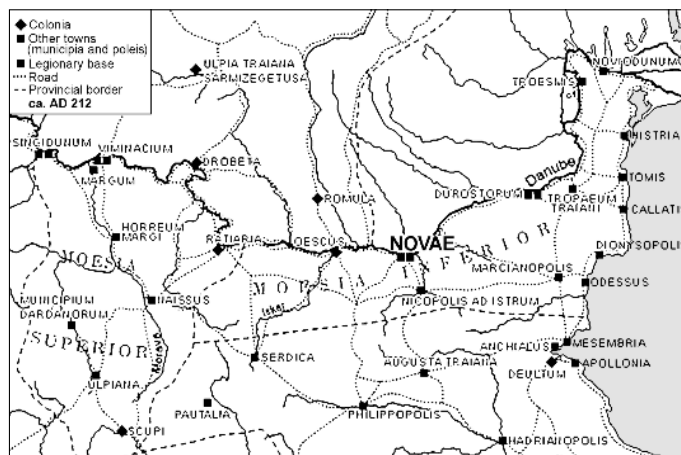 Colonia
Other towns
(municipia and poleis)
Legionary base
Road
Provincial border
ca. AD 212
ULPIA TRAIANA
SARMIZEGETUSA
NOVIODUNUM
TROESMIS
HISTRIA
SINGIDUNUM
VIMINACIUM
MARGUM
DROBETA
Danube
TOMIS
DUROSTORUM
TROPAEUM
TRAIANI
CALLATI
ROMULA
HORREUM
MARGI
RATIARIA
OESCUS
NOVAE
DIONYSOPOLI
MOESIA
MOESIA INFERIOR
MARCIANOPOLIS
ODESSUS
MUNICIPIUM
DARDANORUM
NAISSUS
Isker
NICOPOLIS AD ISTRUM
SUPERIOR
Morava
SERDICA
ANCHIALUS
MESEMBRIA
AUGUSTA TRAIANA
DEULTUM
APOLLONIA
ULPIANA
PAUTALIA
PHILIPPOPOLIS
SCUPI
HADRIANOPOLIS